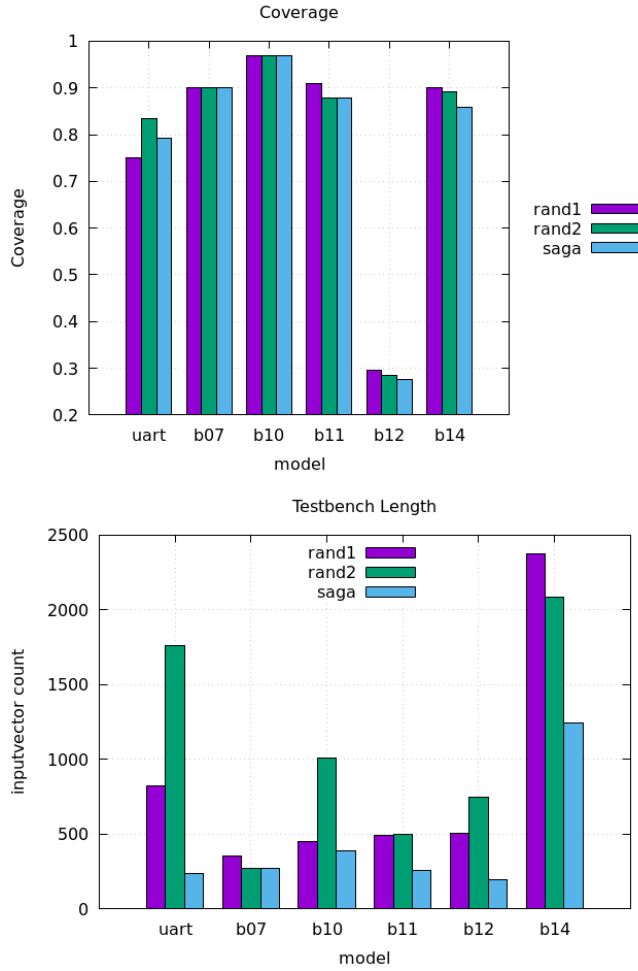 Coverage
1
0.9
0.8
0.7
0.6
0.5
0.4
0.3
0.2
Coverage
rand1
rand2
saga
uart b07 b10 b11 b12 b14
model
Testbench Length
2500
2000
1500
1000
500
0
inputvector count
rand1
rand2
saga
uart b07 b10 b11 b12 b14
model